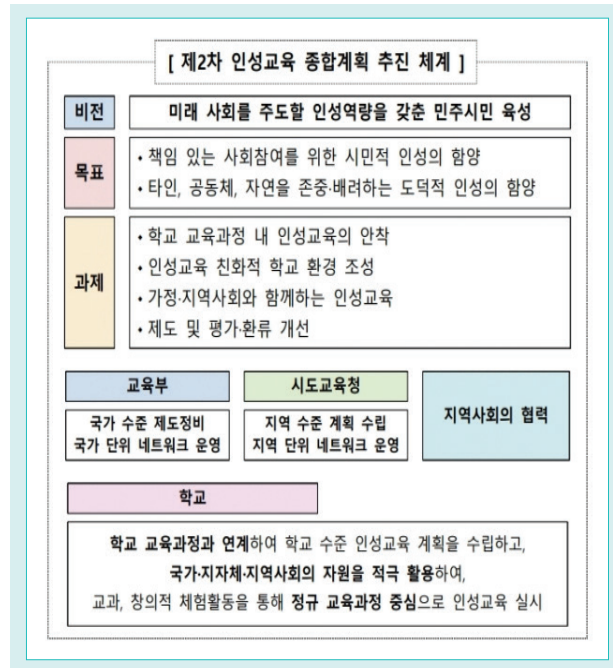 [ 제2차 인성교육 종합계획 추진 체계 ]
비전
미래 사회를 주도할 인성역량을 갖춘 민주시민 육성
목표
• 책임 있는 사회참여를 위한 시민적 인성의 함양
• 타인, 공동체, 자연을 존중·배려하는 도덕적 인성의 함양
과제
• 학교 교육과정 내 인성교육의 안착
• 인성교육 친화적 학교 환경 조성
• 가정·지역사회와 함께하는 인성교육
• 제도 및 평가·환류 개선
교육부
국가 수준 제도정비
국가 단위 네트워크 운영
시도교육청
지역 수준 계획 수립
지역 단위 네트워크 운영
지역사회의 협력
학교
학교 교육과정과 연계하여 학교 수준 인성교육 계획을 수립하고,
국가·지자체·지역사회의 자원을 적극 활용하여,
교과, 창의적 체험활동을 통해 정규 교육과정 중심으로 인성교육 실시